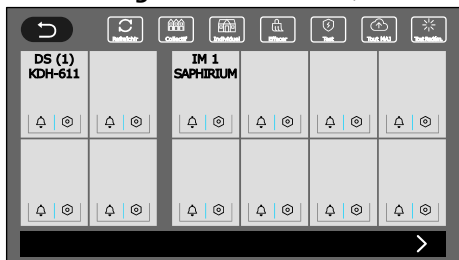 Rafraîchir
Collectif
Individuel
Effacer
Test
Tout MAJ
DS (1)
KDH-611
IM 1
SAPHIRIUM